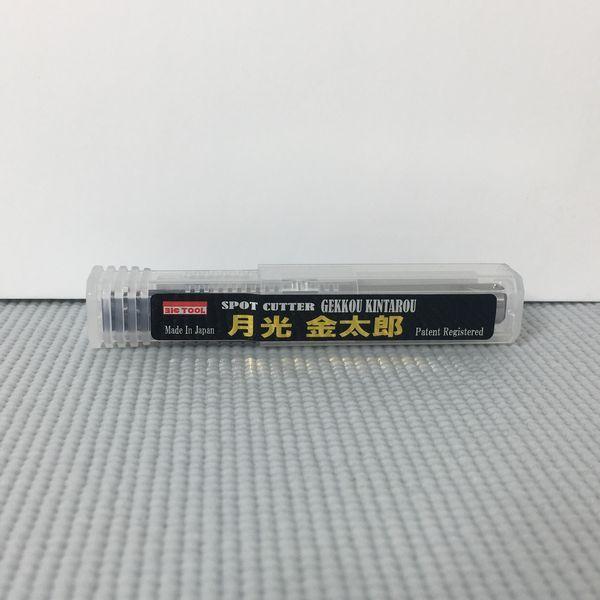 BIC TOOL
SPOT CUTTER GEKKOU KINTAROU
Made In Japan
月光 金太郎
Patent Registered